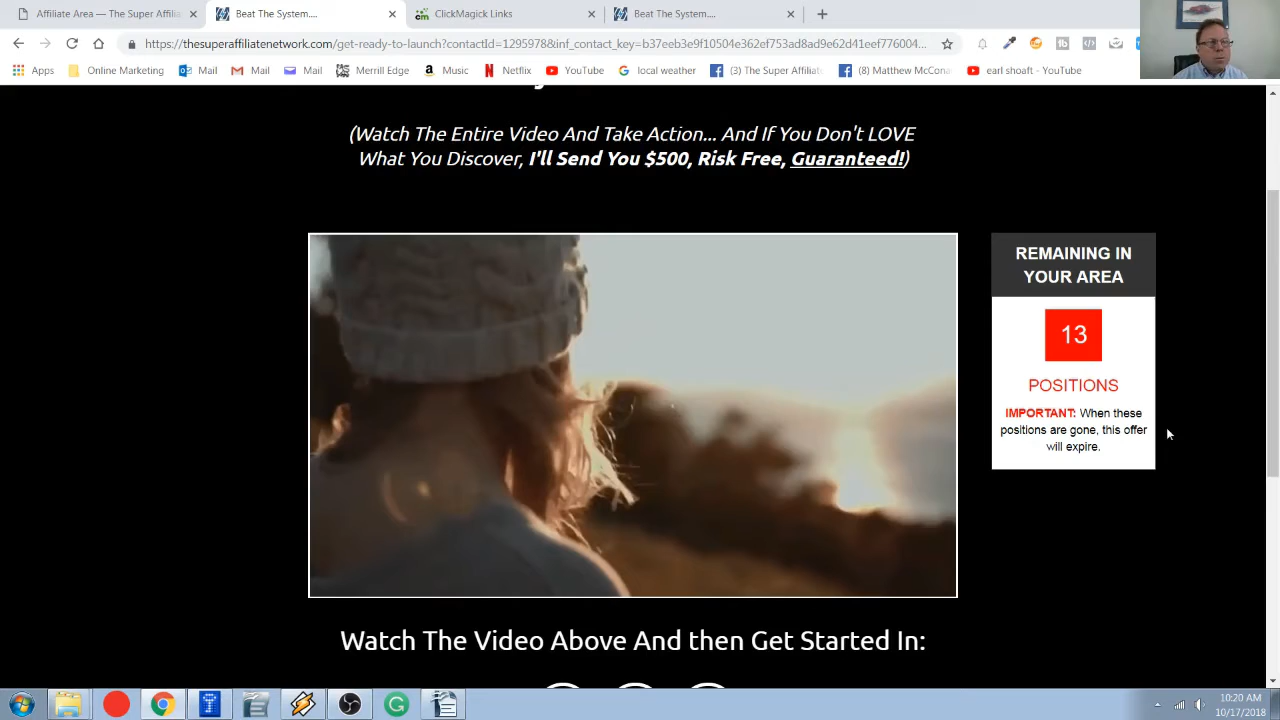 Affiliate Area — The Super Affilia
Beat The System....
ClickMagick Links
Beat The System....
https://thesuperaffiliatenetwork.com/get-ready-to-launch?contactId=1293978&inf_contact_key=
Apps
Online Marketing
Mail
Mail
Mail
Merrill Edge
Music
Netflix
YouTube
local weather
(3) The Super Affiliat
(8) Matthew McCona
earl shoaft - YouTube
(Watch The Entire Video And Take Action... And If You Don't LOVE
What You Discover, I'll Send You $500, Risk Free, Guaranteed!)
REMAINING IN
YOUR AREA
13
POSITIONS
IMPORTANT: When these
positions are gone, this offer
will expire.
Watch The Video Above And then Get Started In:
10:20 AM
10/17/2018